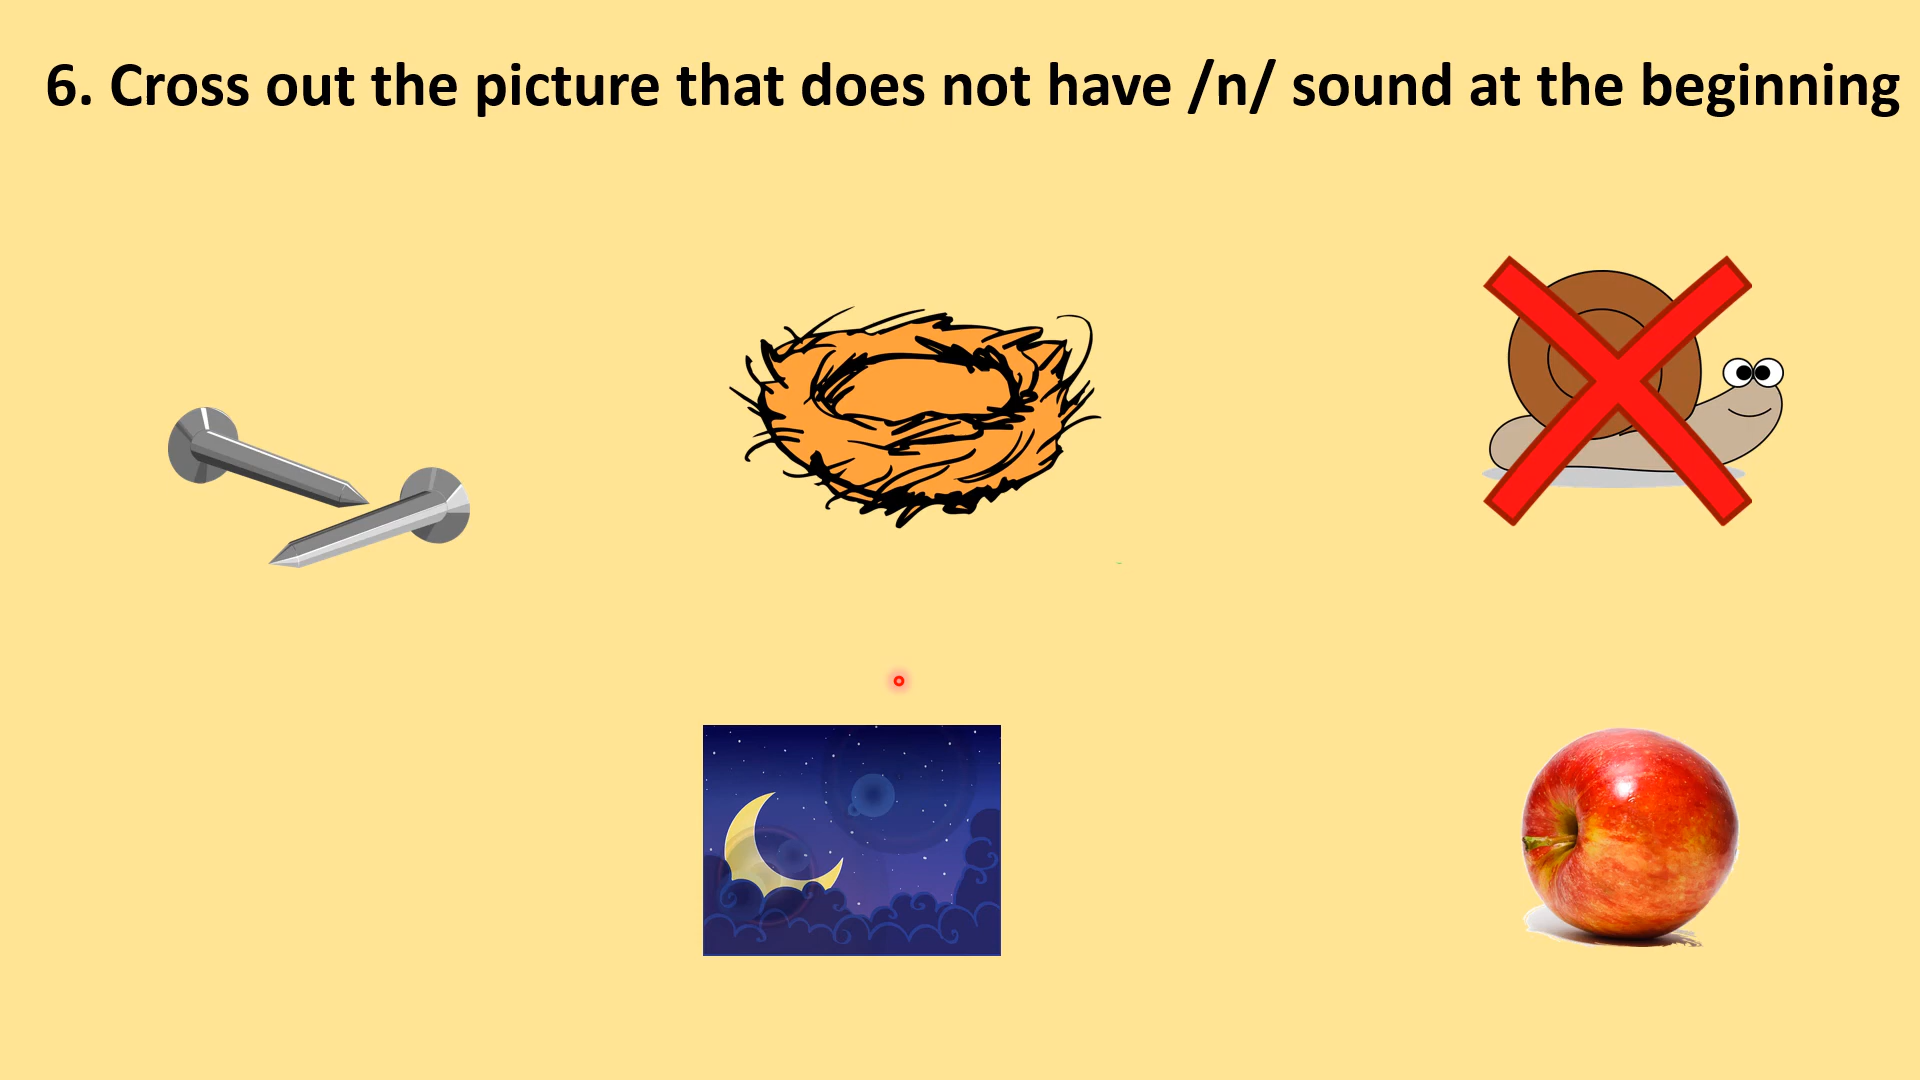 6. Cross out the picture that does not have /n/ sound at the beginning